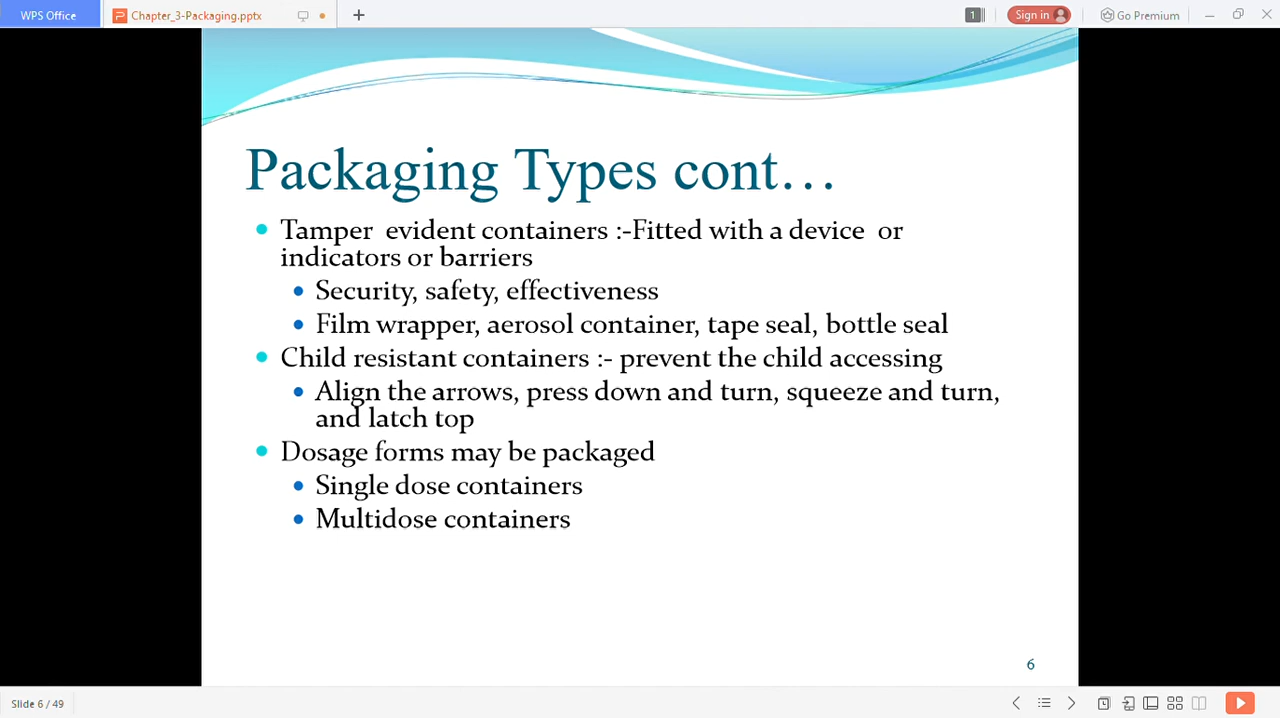 WPS Office
Chapter_3-Packaging.pptx
1
Sign in
Go Premium
Packaging Types cont…
Tamper evident containers :-Fitted with a device or
indicators or barriers
Security, safety, effectiveness
Film wrapper, aerosol container, tape seal, bottle seal
Child resistant containers :- prevent the child accessing
Align the arrows, press down and turn, squeeze and turn,
and latch top
Dosage forms may be packaged
Single dose containers
Multidose containers
6
Slide 6 / 49